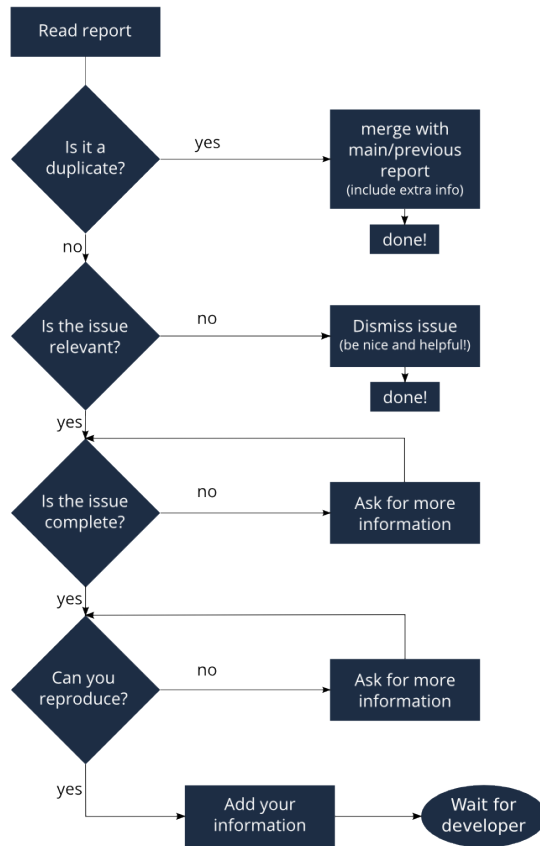 Read report
Is it a
duplicate?
yes
merge with
main/previous
report
(include extra info)
done!
no
Is the issue
relevant?
no
Dismiss issue
(be nice and helpful!)
done!
yes
Is the issue
complete?
no
Ask for more
information
yes
Can you
reproduce?
no
Ask for more
information
yes
Add your
information
Wait for
developer